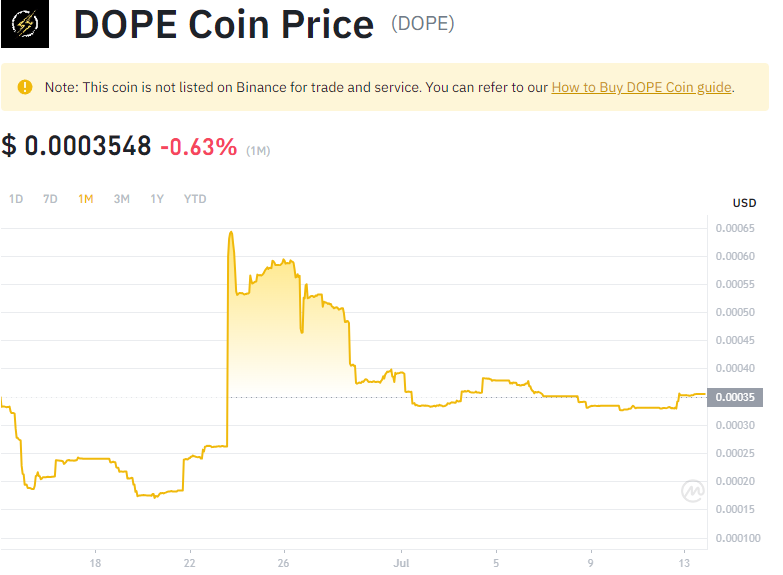 DOPE Coin Price (DOPE)
Note: This coin is not listed on Binance for trade and service. You can refer to our How to Buy DOPE Coin guide.
$ 0.0003548 -0.63% (1M)
1D 7D 1M 3M 1Y YTD
USD
0.00065
0.00060
0.00055
0.00050
0.00045
0.00040
0.00035
0.00030
0.00025
0.00020
0.00015
0.000100
18 22 26 Jul 5 9 13